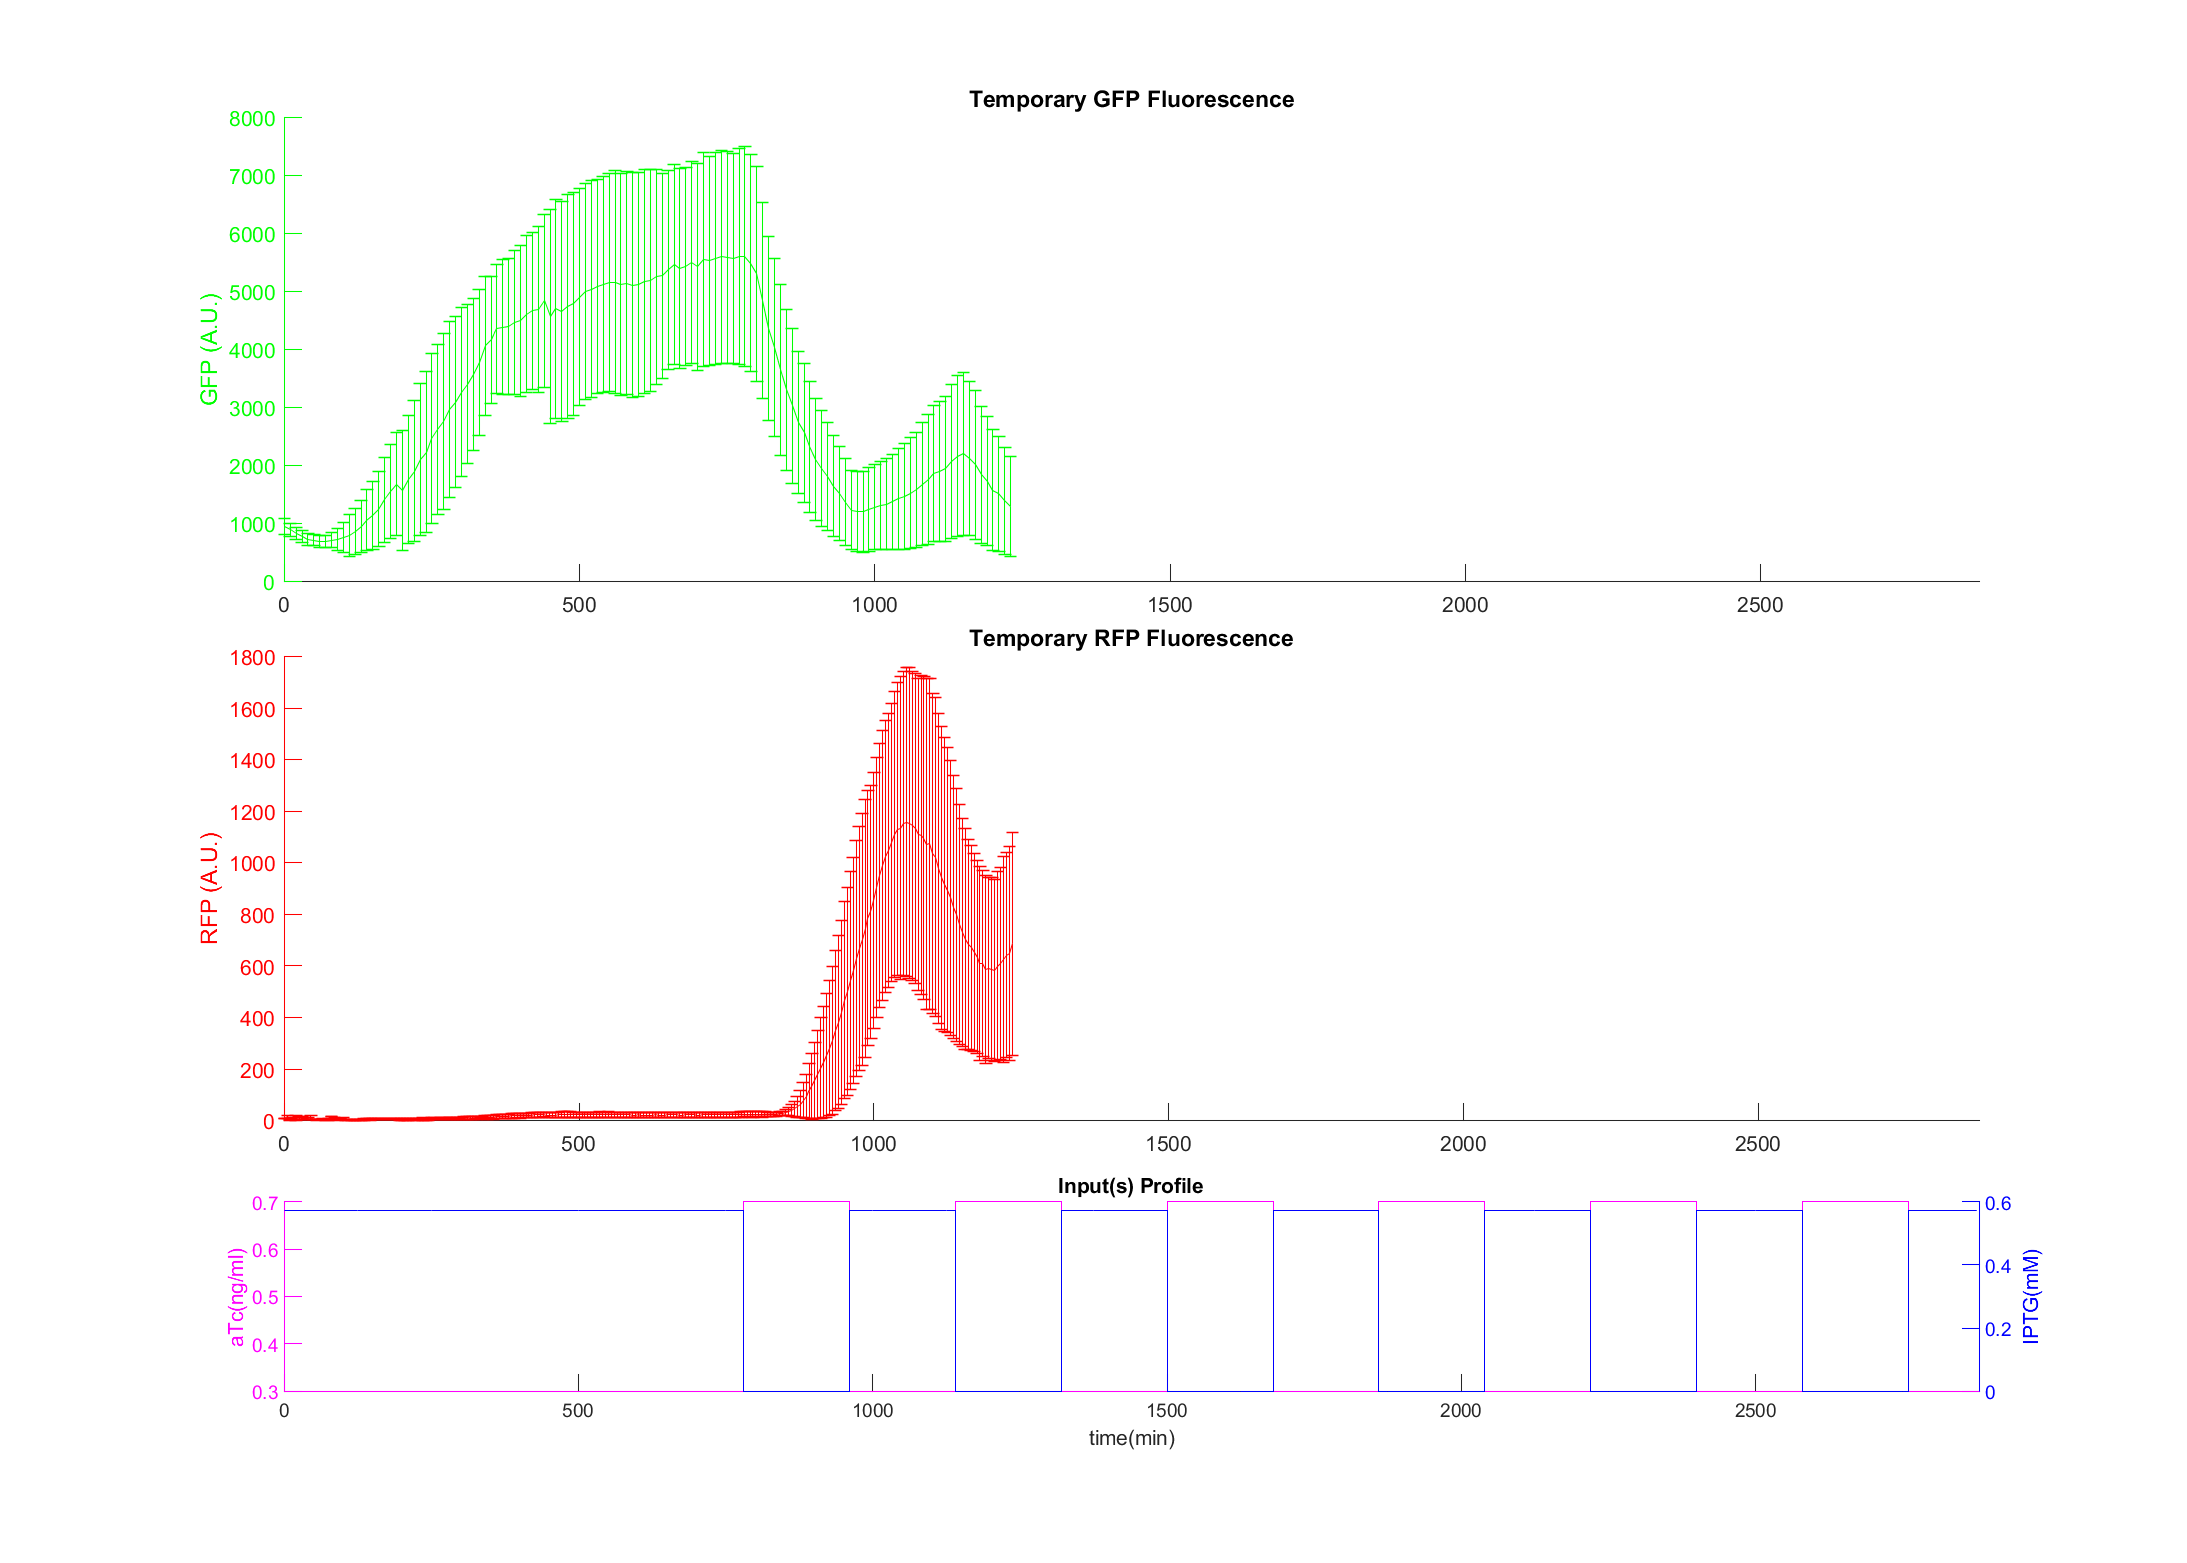 Temporary GFP Fluorescence
8000
7000
6000
5000
4000
3000
2000
1000
0
GFP (A.U.)
0 500 1000 1500 2000 2500
Temporary RFP Fluorescence
1800
1600
1400
1200
1000
800
600
400
200
0
RFP (A.U.)
0 500 1000 1500 2000 2500
Input(s) Profile
0.7
0.6
0.5
0.4
0.3
aTc(ng/ml)
0.6
0.4
0.2
0
IPTG(mM)
0 500 1000 1500 2000 2500
time(min)